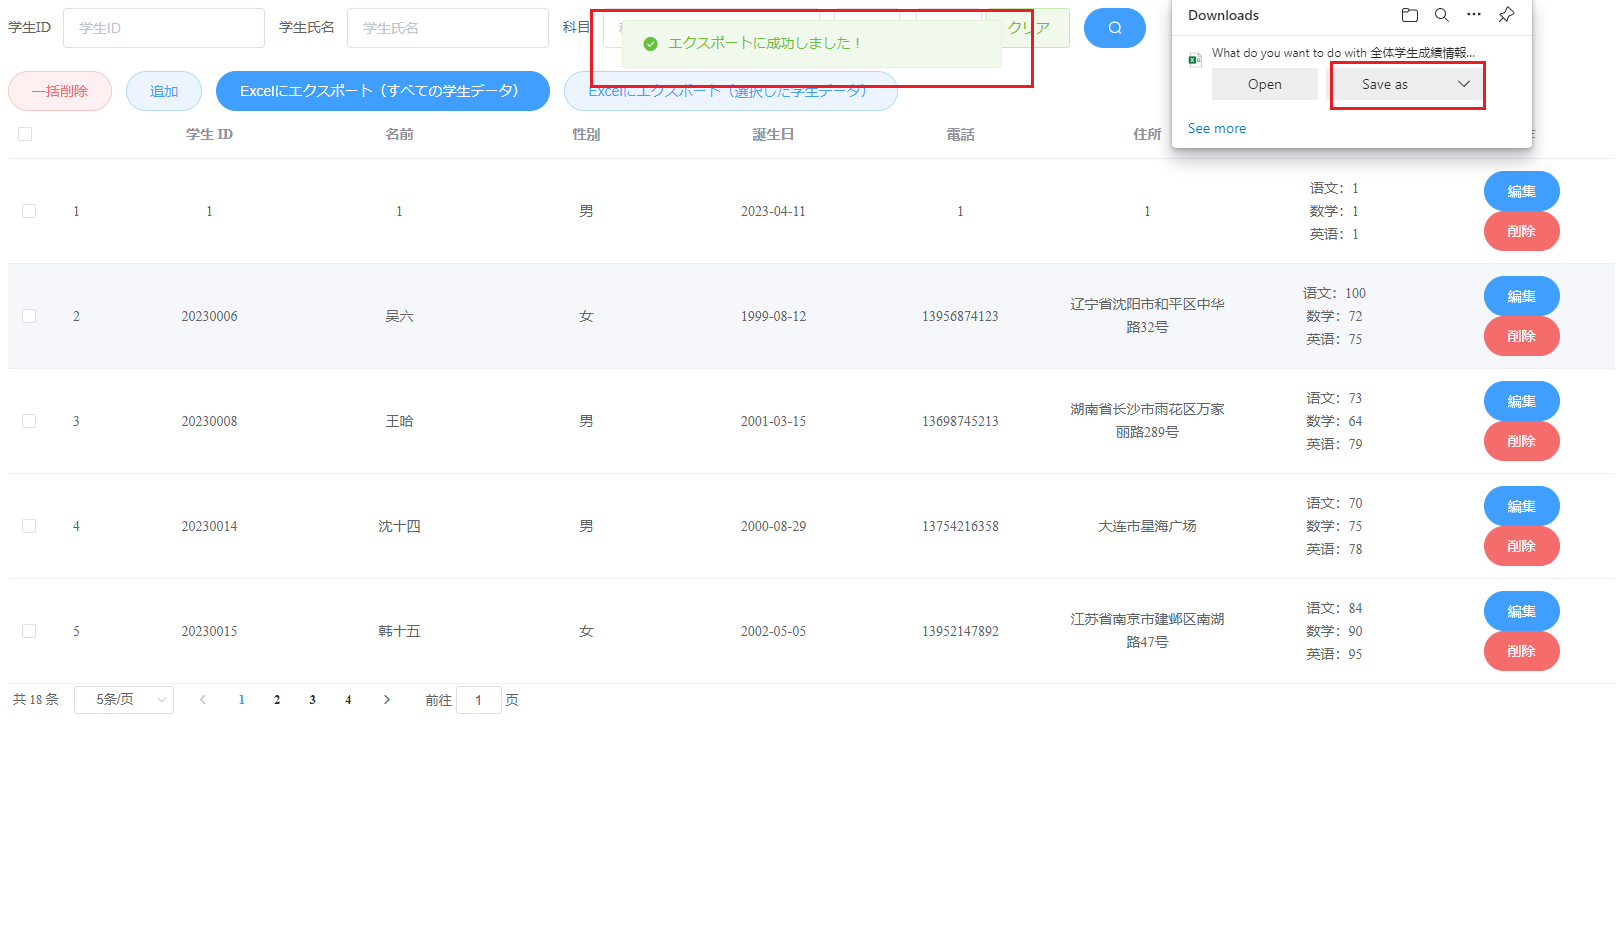 学生ID 学生ID 学生氏名 学生氏名 科目 クリア
エクスポートに成功しました！
Downloads
What do you want to do with 全体学生成績情報...
Open Save as
See more
一括削除 追加 Excelにエクスポート（すべての学生データ） Excelにエクスポート（選択した学生データ）
学生 ID 名前 性別 誕生日 電話 住所
1 1 1 男 2023-04-11 1 1
语文：1
数学：1
英语：1
編集
削除
2 20230006 吴六 女 1999-08-12 13956874123
辽宁省沈阳市和平区中华
路32号
语文：100
数学：72
英语：75
編集
削除
3 20230008 王哈 男 2001-03-15 13698745213
湖南省长沙市雨花区万家
丽路289号
语文：73
数学：64
英语：79
編集
削除
4 20230014 沈十四 男 2000-08-29 13754216358 大连市星海广场
语文：70
数学：75
英语：78
編集
削除
5 20230015 韩十五 女 2002-05-05 13952147892
江苏省南京市建邺区南湖
路47号
语文：84
数学：90
英语：95
編集
削除
共 18 条 5条/页 1 2 3 4 前往 1 页